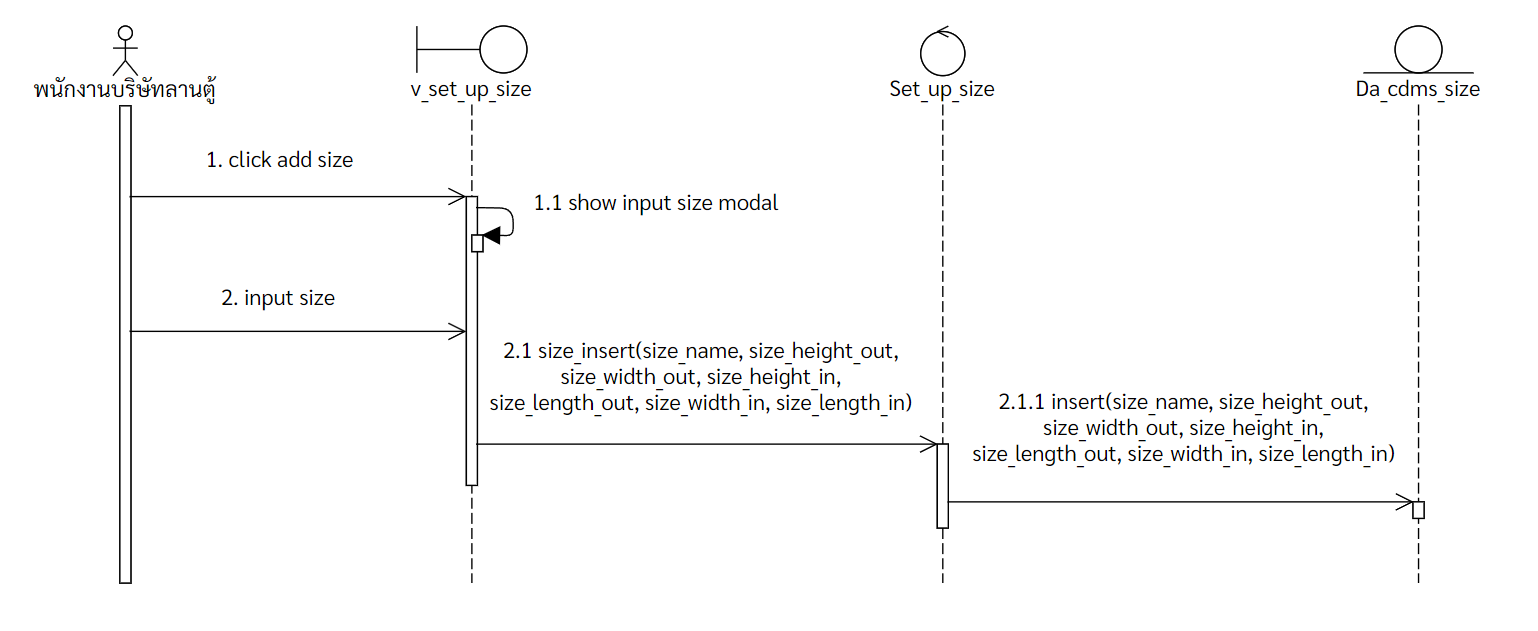 พนักงานบริษัทลานตู้
v_set_up_size
Set_up_size
Da_cdms_size
1. click add size
1.1 show input size modal
2. input size
2.1 size_insert(size_name, size_height_out,
size_width_out, size_height_in,
size_length_out, size_width_in, size_length_in)
2.1.1 insert(size_name, size_height_out,
size_width_out, size_height_in,
size_length_out, size_width_in, size_length_in)